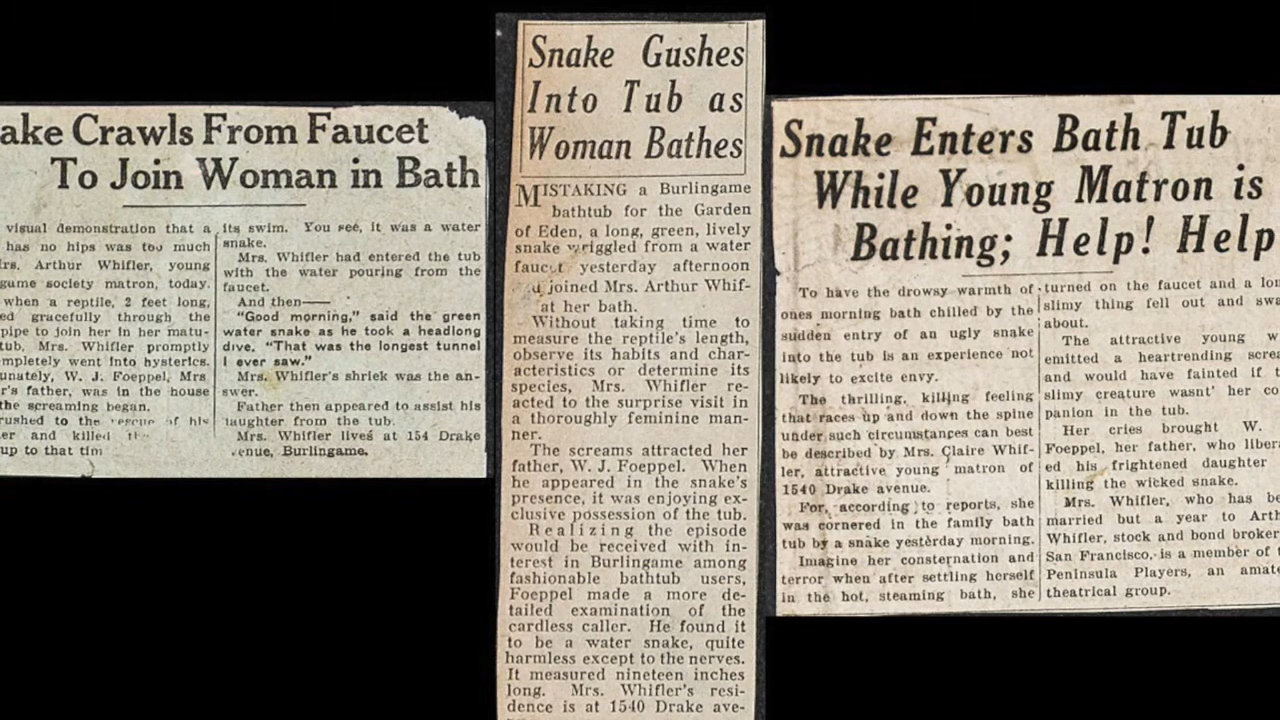 ake Crawls From Faucet
To Join Woman in Bath
visual demonstration that a
has no hips was too much
rs. Arthur Whifler, young
game society matron, today.
when a reptile, 2 feet long,
ed gracefully through the
pipe to join her in her matu-
tub, Mrs. Whifler promptly
mpletely went into hysterics.
unately, W. J. Foeppel, Mrs
r's father, was in the house
the screaming began.
rushed to the rescue of his
er and killed
up to that tim
its swim. You see, it was a water
snake.
Mrs. Whifler had entered the tub
with the water pouring from the
faucet.
And then—
"Good morning," said the green
water snake as he took a headlong
dive. "That was the longest tunnel
I ever saw."
Mrs. Whifler's shriek was the an-
swer.
Father then appeared to assist his
laughter from the tub.
Mrs. Whifler lives at 154 Drake
enue, Burlingame.
Snake Gushes
Into Tub as
Woman Bathes
MISTAKING a Burlingame
bathtub for the Garden
of Eden, a long, green, lively
snake wriggled from a water
faucet yesterday afternoon
joined Mrs. Arthur Whif-
at her bath.
Without taking time to
measure the reptile's length,
observe its habits and char-
acteristics or determine its
species, Mrs. Whifler re-
acted to the surprise visit in
a thoroughly feminine man-
ner.
The screams attracted her
father, W. J. Foeppel. When
he appeared in the snake's
presence, it was enjoying ex-
clusive possession of the tub.
Realizing the episode
would be received with in-
terest in Burlingame among
fashionable bathtub users,
Foeppel made a more de-
tailed examination of the
cardless caller. He found it
to be a water snake, quite
harmless except to the nerves.
It measured nineteen inches
long. Mrs. Whifler's resi-
dence is at 1540 Drake ave-
Snake Enters Bath Tub
While Young Matron is
Bathing; Help! Help
To have the drowsy warmth of
ones morning bath chilled by the
sudden entry of an ugly snake
into the tub is an experience not
likely to excite envy.
The thrilling, killjng feeling
that races up and down the spine
under such circumstances can best
be described by Mrs. Claire Whif-
ler, attractive young matron of
1540 Drake avenue.
For, according to reports, she
was cornered in the family bath
tub by a snake yesterday morning.
Imagine her consternation and
terror when after settling herself
in the hot, steaming bath, she
turned on the faucet and a lon
slimy thing fell out and swa
about.
The attractive young w
emitted a heartrending screa
and would have fainted if t
slimy creature wasnt' her co
panion in the tub.
Her cries brought W.
Foeppel, her father, who libera
ed his frightened daughter
killing the wicked snake.
Mrs. Whifler, who has be
married but a year to Arth
Whifler, stock and bond broker
San Francisco, is a member of t
Peninsula Players, an amate
theatrical group.